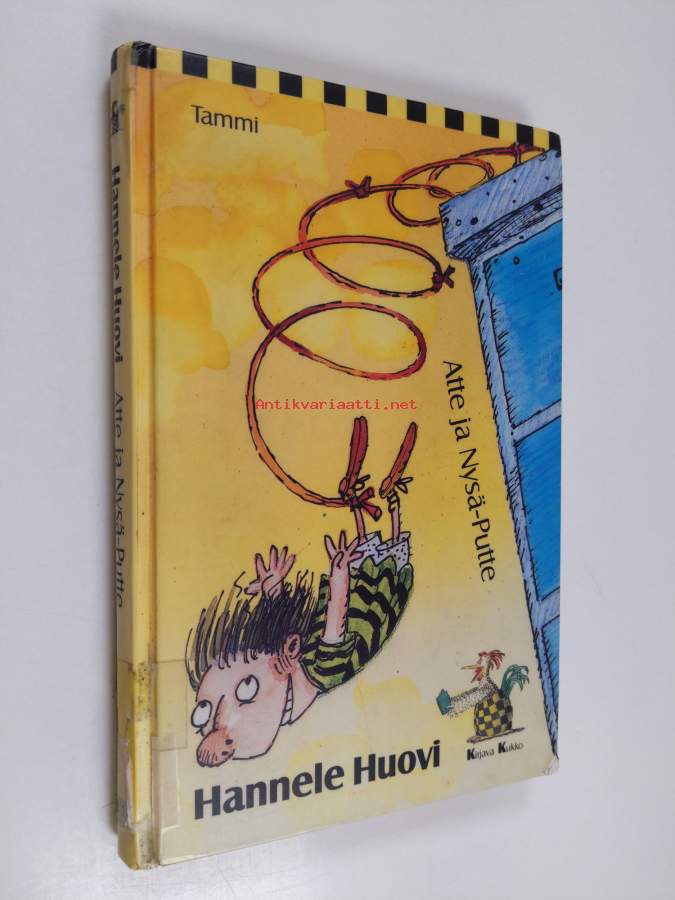 Tammi
Atte ja Nysä-Putte
Antikvariaatti.net
Kirjava Kukko
Hannele Huovi
Hannele Huovi Atte ja Nysä-Putte